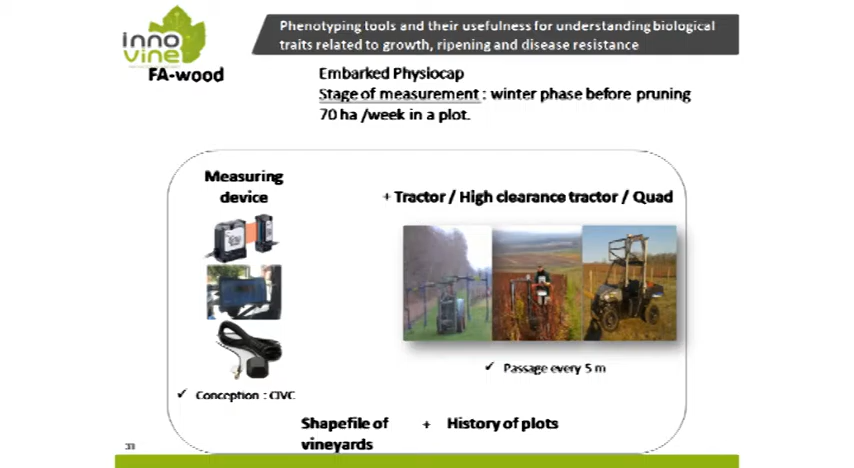 inno
vine
FA-wood
Phenotyping tools and their usefulness for understanding biological
traits related to growth, ripening and disease resistance
Embarked Physiocap
Stage of measurement : winter phase before pruning
70 ha /week in a plot.
Measuring
device
+ Tractor / High clearance tractor / Quad
✓ Passage every 5 m
✓ Conception : CIVC
Shapefile of
vineyards
+ History of plots